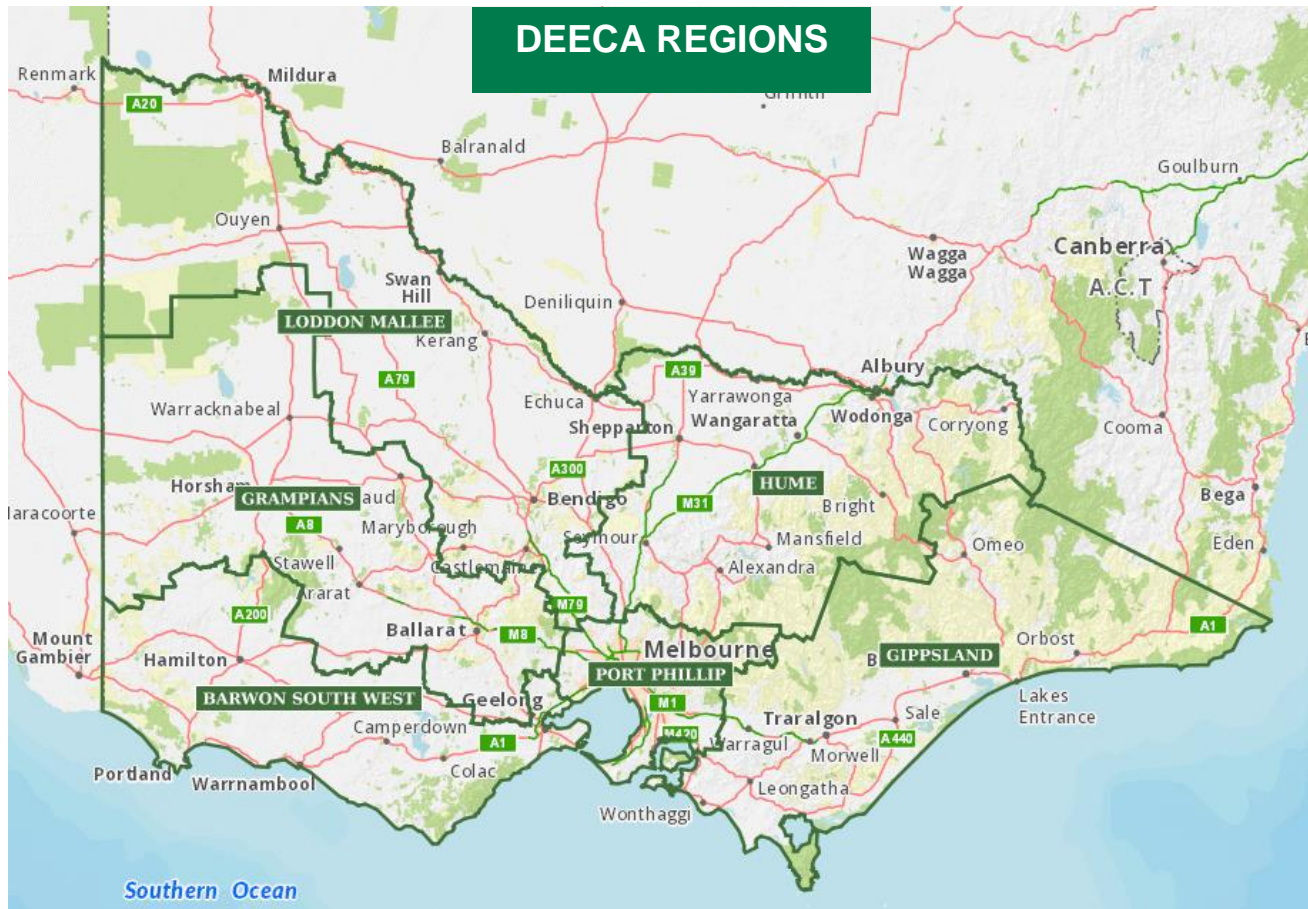 DEECA REGIONS
Renmark
Mildura
A20
Balranald
Goulburn
Ouyen
Canberra
Wagga
Wagga
A.C.T
Swan
Hill
Deniliquin
LODDON MALLEE
Kerang
A39
Albury
A79
Echuca
Yarrawonga
Warracknabeal
Shepparton
Wangaratta
Wodonga
Corryong
Cooma
A300
Horsham
GRAMPIANS
HUME
Bendigo
M31
Bright
Bega
A8
Maryborough
Seymour
Mansfield
Omeo
Eden
Stawell
Castlemaine
Alexandra
Ararat
A200
M79
A1
Mount
Gambier
Ballarat
M8
Orbost
Melbourne
Hamilton
GIPPSLAND
PORT PHILLIP
BARWON SOUTH WEST
Geelong
M1
Lakes
Entrance
Camperdown
A1
M420
Traralgon
Sale
Warragul
A440
Morwell
Portland
Warrnambool
Colac
Leongatha
Wonthaggi
Southern Ocean